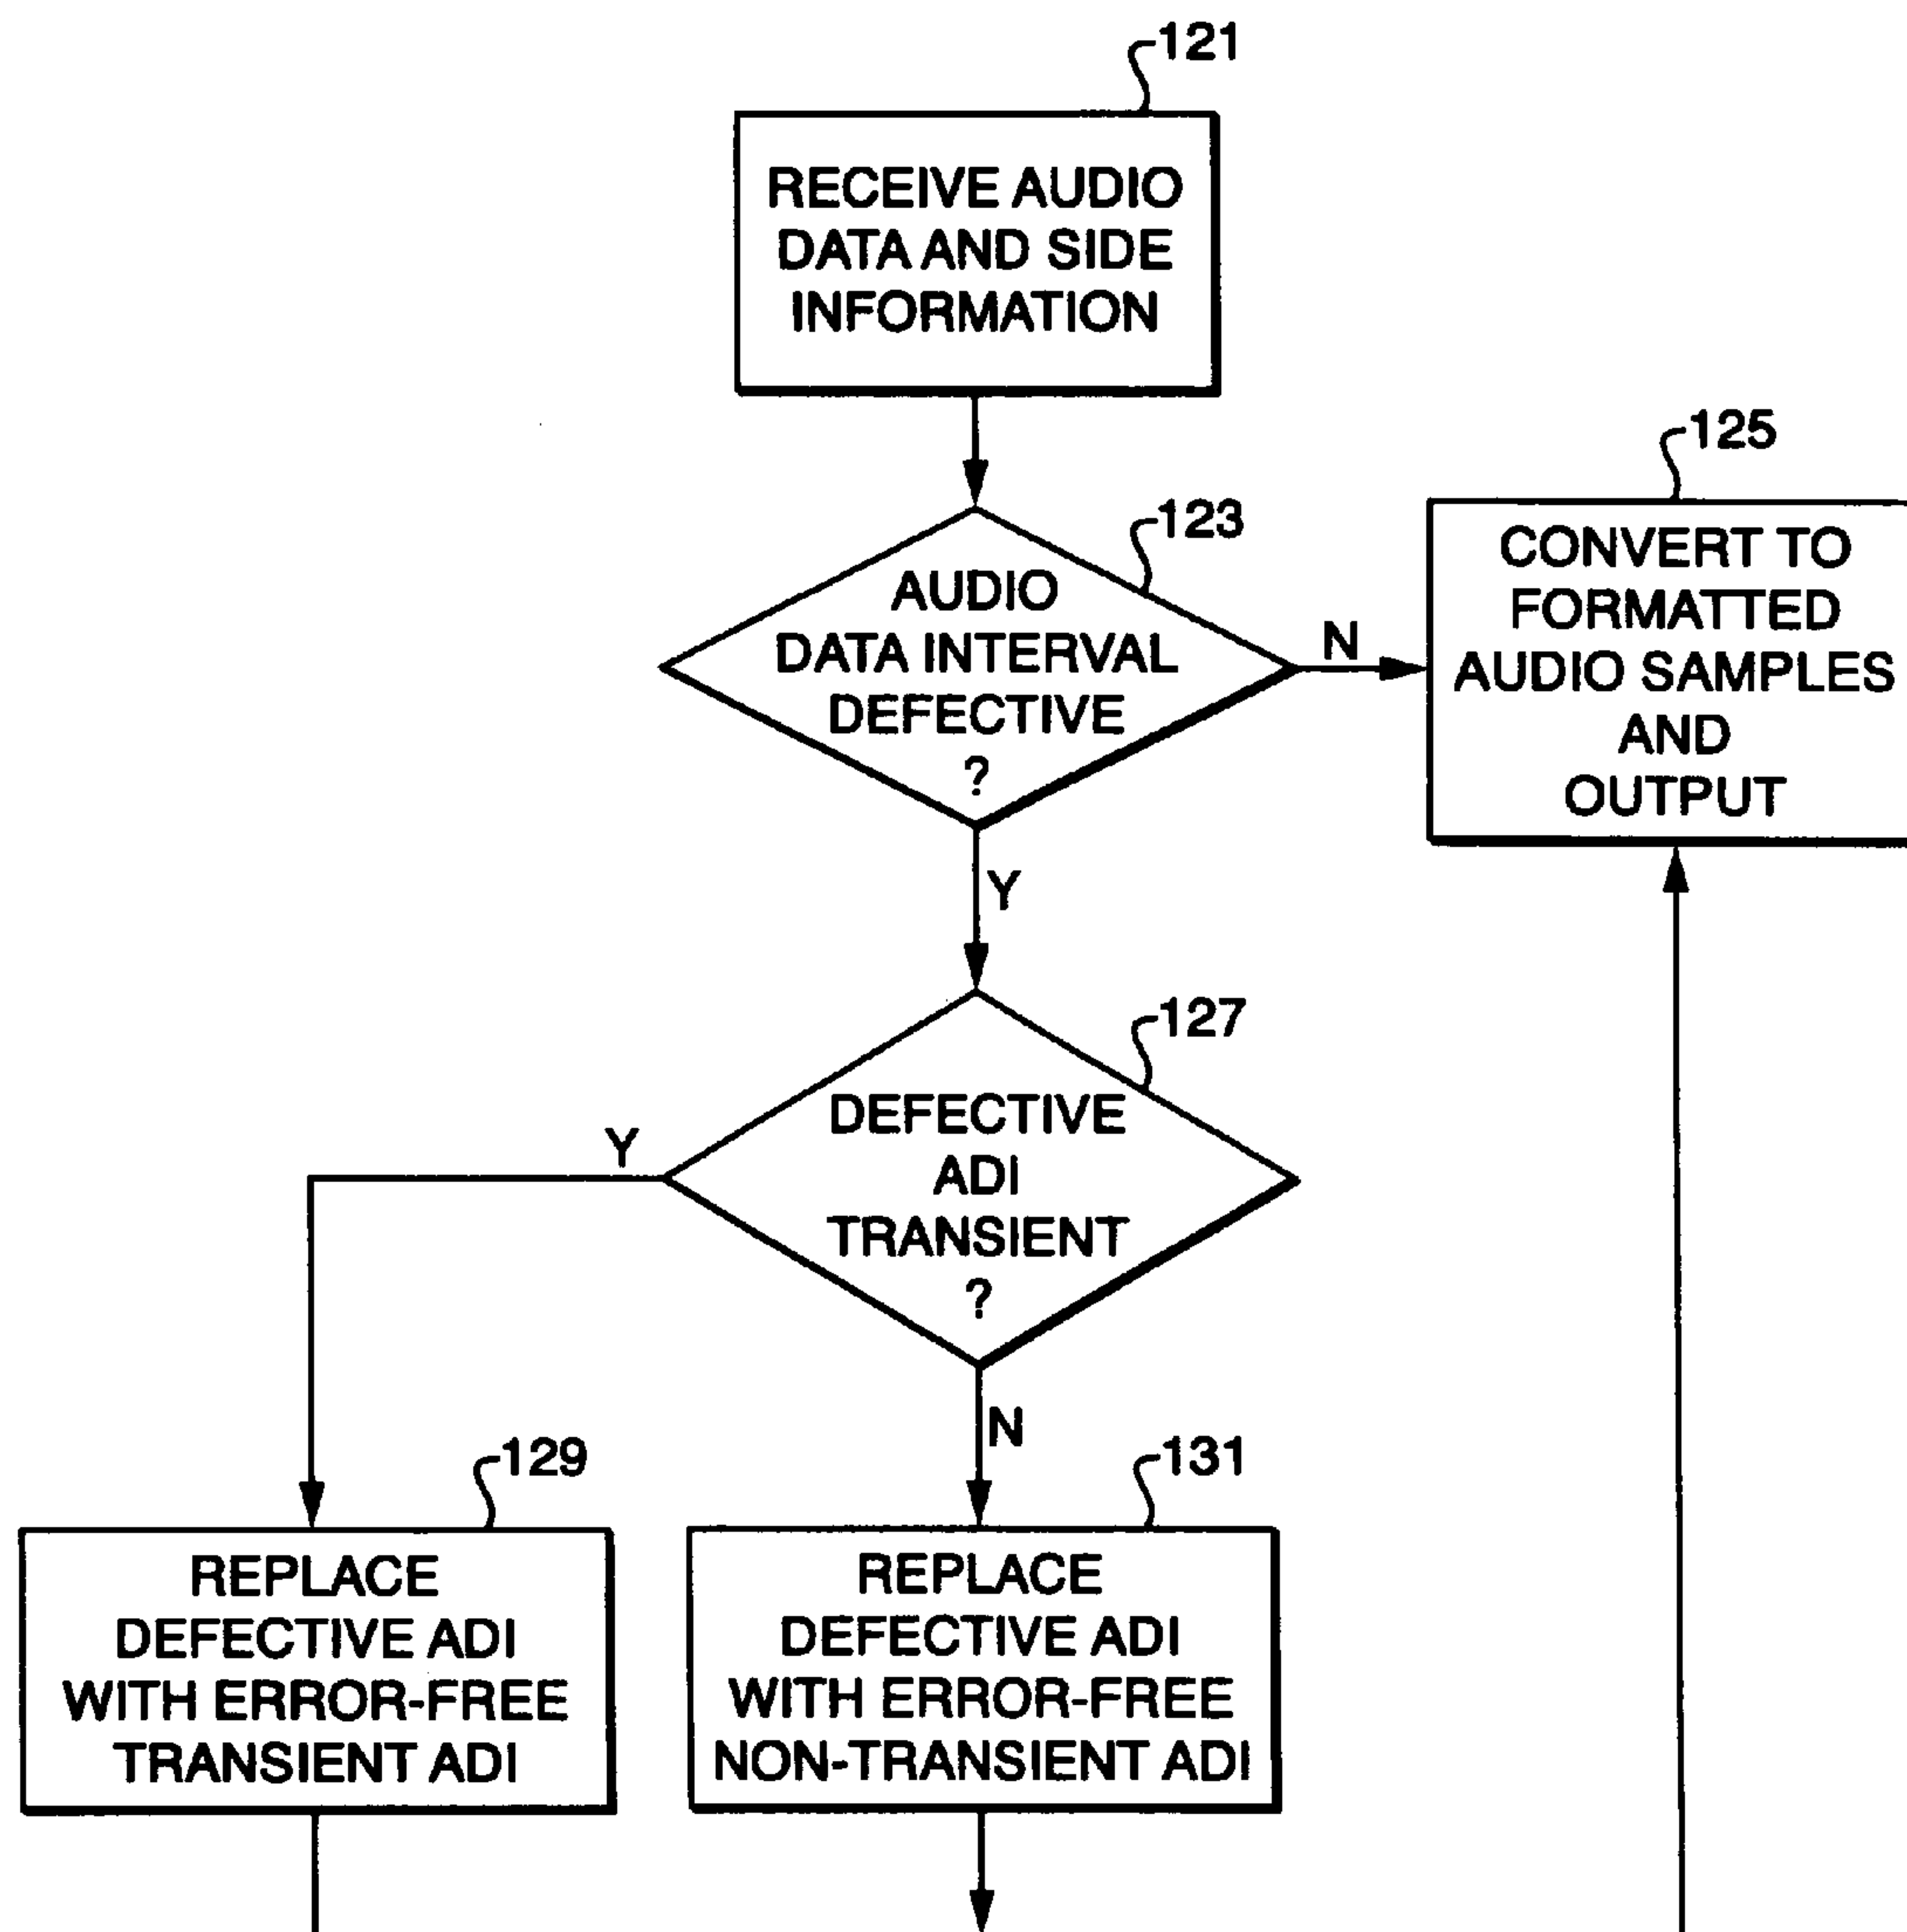 121
RECEIVE AUDIO
DATA AND SIDE
INFORMATION
123
AUDIO
DATA INTERVAL
DEFECTIVE
?
N
125
CONVERT TO
FORMATTED
AUDIO SAMPLES
AND
OUTPUT
Y
127
DEFECTIVE
ADI
TRANSIENT
?
Y
N
129
REPLACE
DEFECTIVE ADI
WITH ERROR-FREE
TRANSIENT ADI
131
REPLACE
DEFECTIVE ADI
WITH ERROR-FREE
NON-TRANSIENT ADI